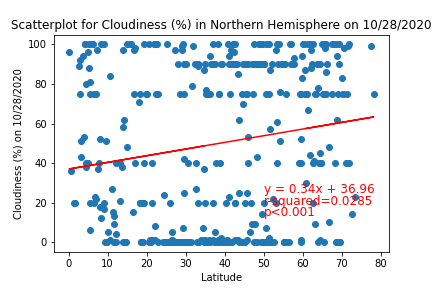 Scatterplot for Cloudiness (%) in Northern Hemisphere on 10/28/2020
100
80
60
40
20
0
Cloudiness (%) on 10/28/2020
y = 0.34x + 36.96
r-squared=0.0285
p<0.001
0 10 20 30 40 50 60 70 80
Latitude